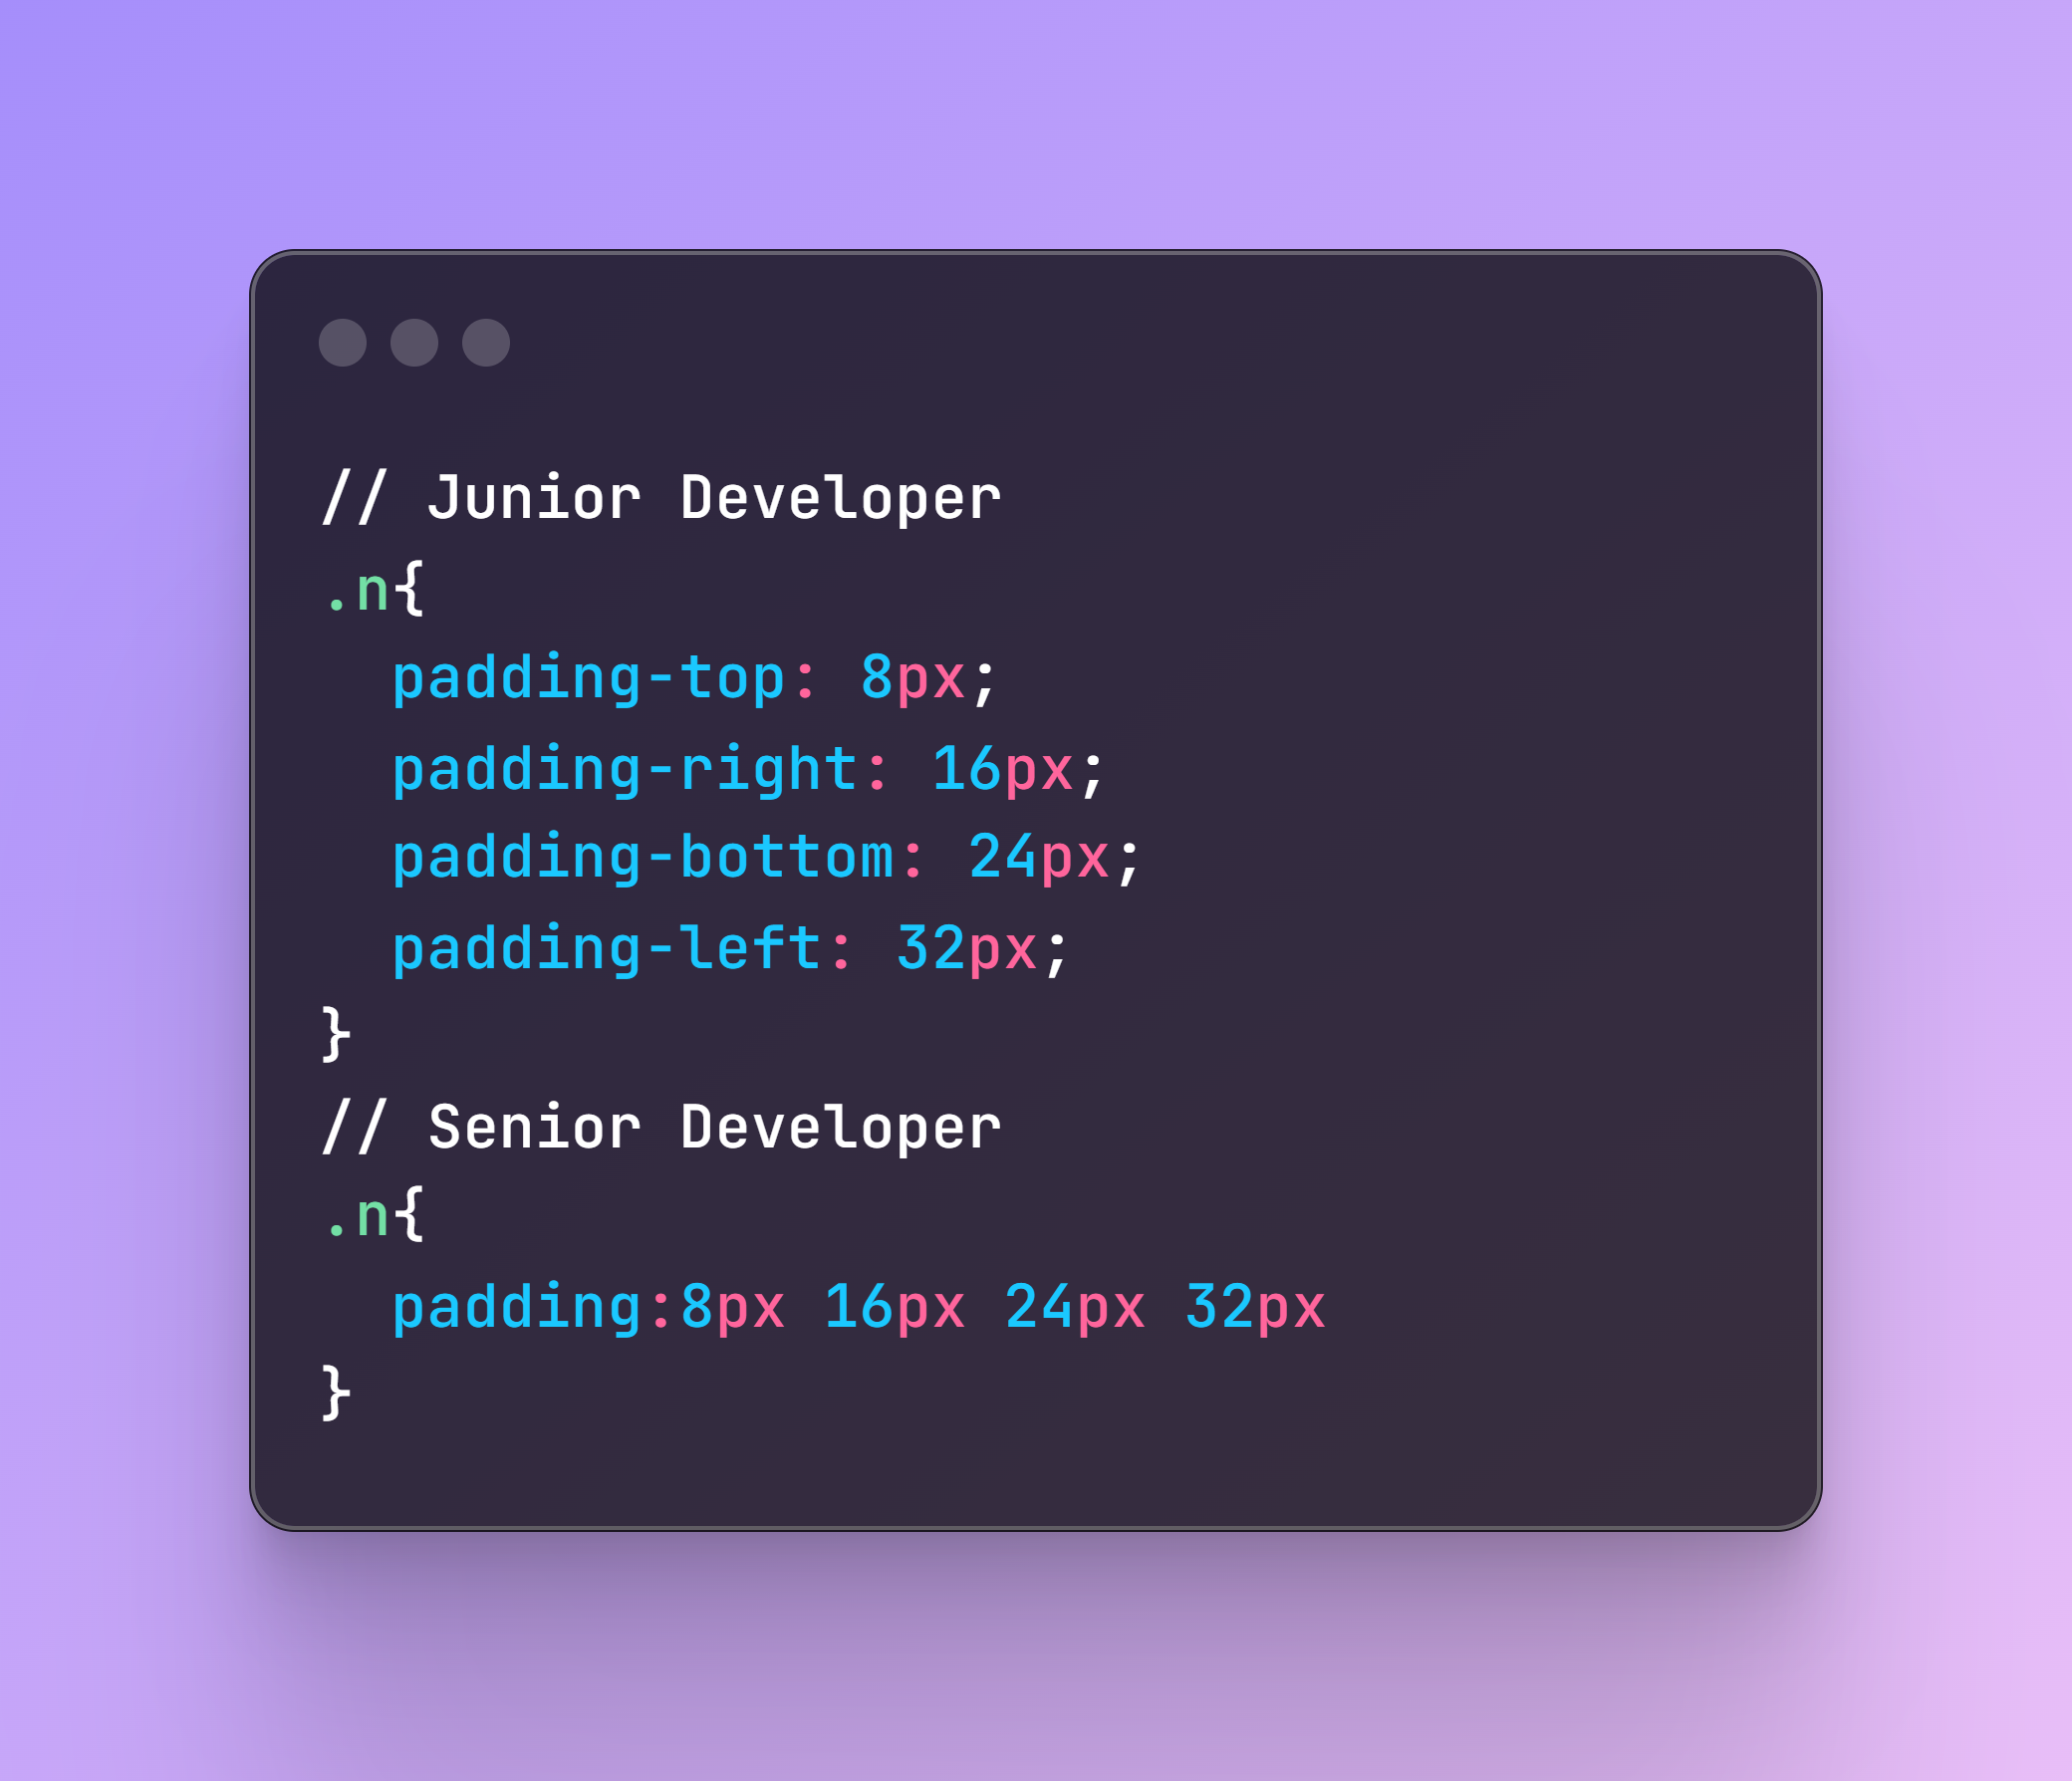 // Junior Developer
.n{
  padding-top: 8px;
  padding-right: 16px;
  padding-bottom: 24px;
  padding-left: 32px;
}
// Senior Developer
.n{
  padding:8px 16px 24px 32px
}